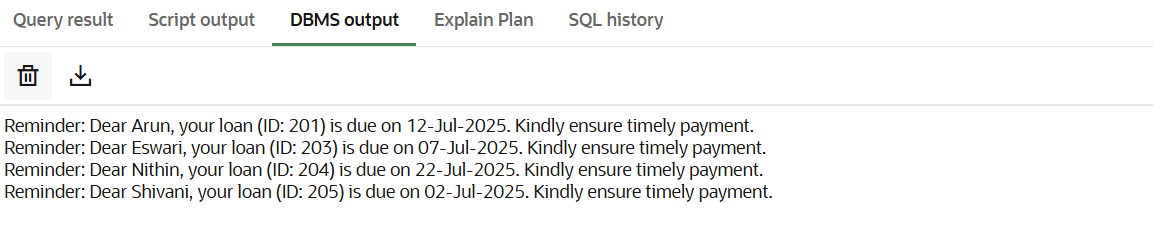 Query result Script output DBMS output Explain Plan SQL history
Reminder: Dear Arun, your loan (ID: 201) is due on 12-Jul-2025. Kindly ensure timely payment.
Reminder: Dear Eswari, your loan (ID: 203) is due on 07-Jul-2025. Kindly ensure timely payment.
Reminder: Dear Nithin, your loan (ID: 204) is due on 22-Jul-2025. Kindly ensure timely payment.
Reminder: Dear Shivani, your loan (ID: 205) is due on 02-Jul-2025. Kindly ensure timely payment.